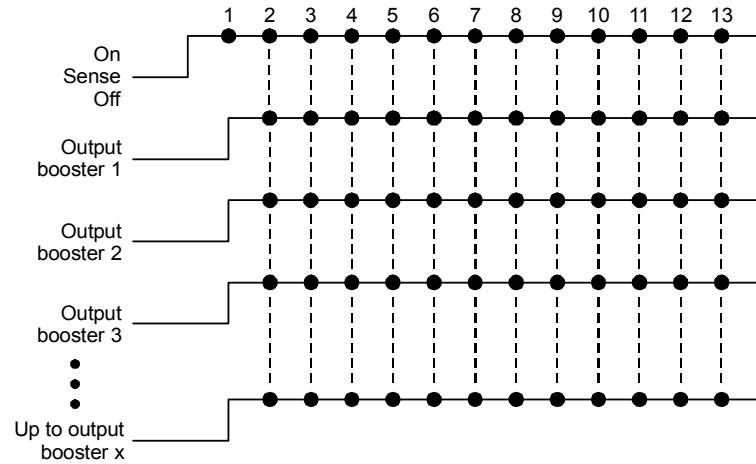 1 2 3 4 5 6 7 8 9 10 11 12 13
On
Sense
Off
Output
booster 1
Output
booster 2
Output
booster 3
Up to output
booster x